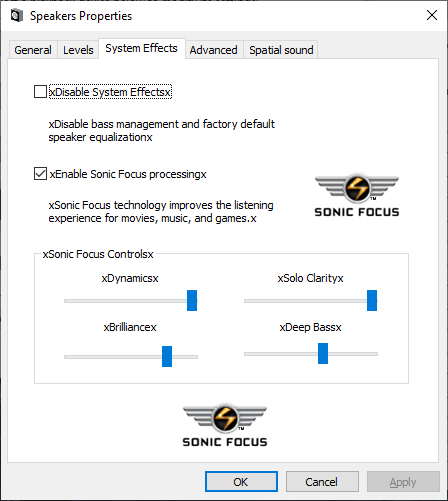 Speakers Properties
General Levels System Effects Advanced Spatial sound
xDisable System Effectsx
xDisable bass management and factory default
speaker equalizationx
xEnable Sonic Focus processingx
xSonic Focus technology improves the listening
experience for movies, music, and games.x
SONIC FOCUS
xSonic Focus Controlsx
xDynamicsx xSolo Clarityx
xBrilliancex xDeep Bassx
SONIC FOCUS
OK Cancel Apply